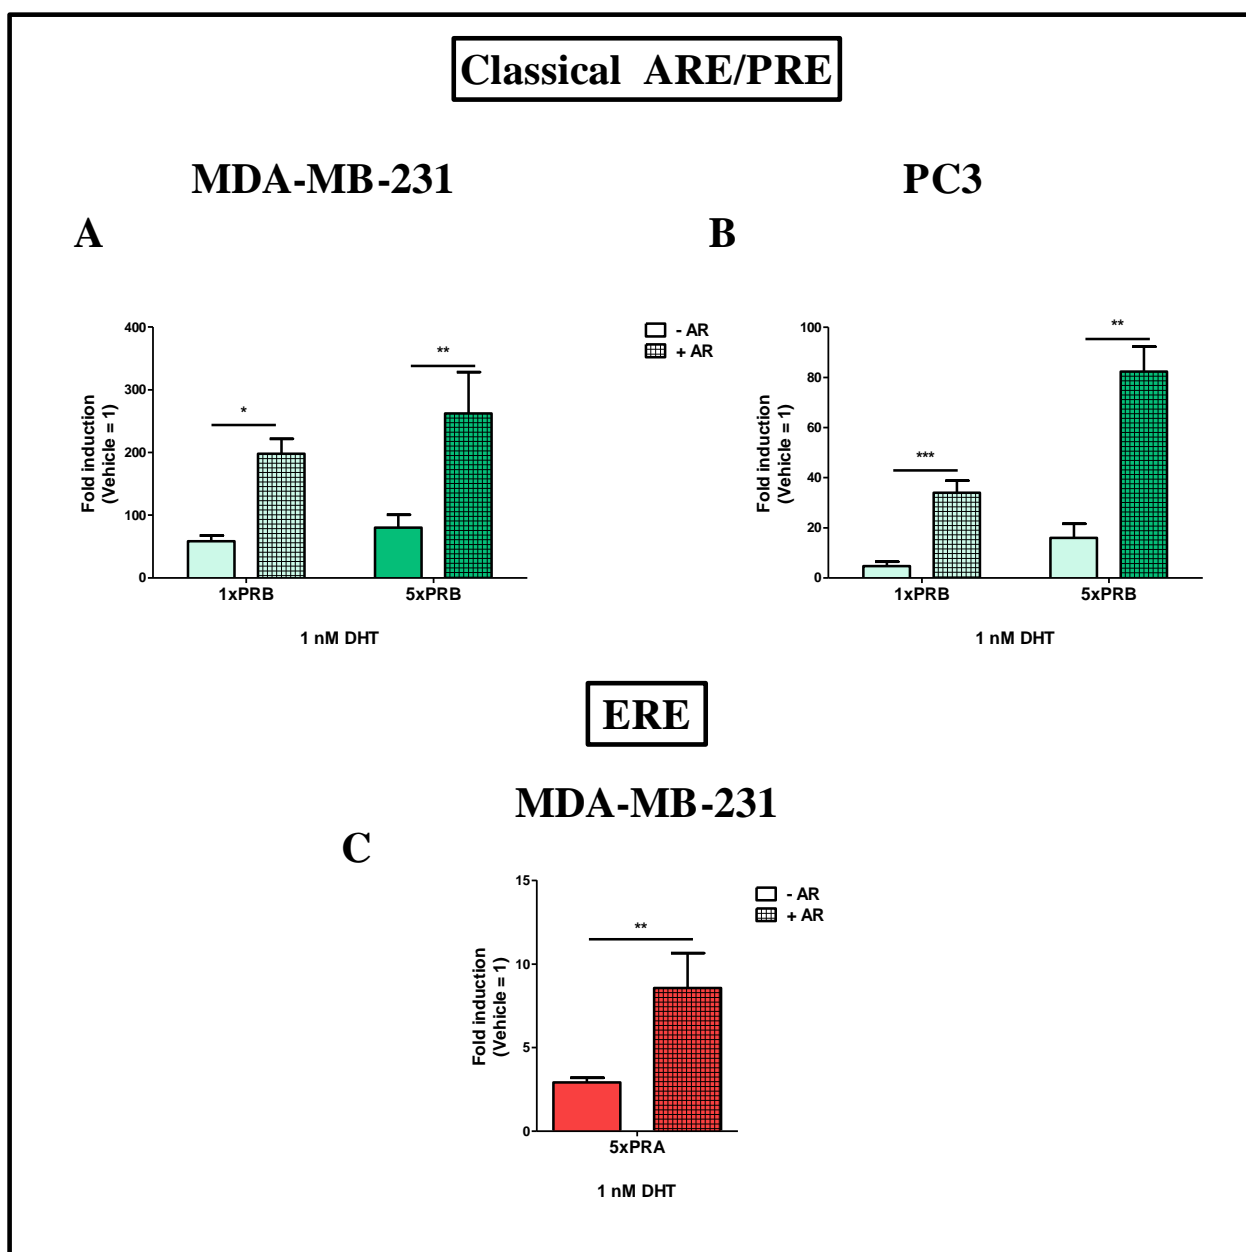 Classical ARE/PRE
MDA-MB-231
PC3
A
B
400
300
200
100
0
Fold induction
(Vehicle = 1)
*
**
1xPRB
5xPRB
1 nM DHT
- AR
+ AR
100
80
60
40
20
0
Fold induction
(Vehicle = 1)
***
**
1xPRB
5xPRB
1 nM DHT
ERE
MDA-MB-231
C
15
10
5
0
Fold induction
(Vehicle = 1)
**
5xPRA
1 nM DHT
- AR
+ AR